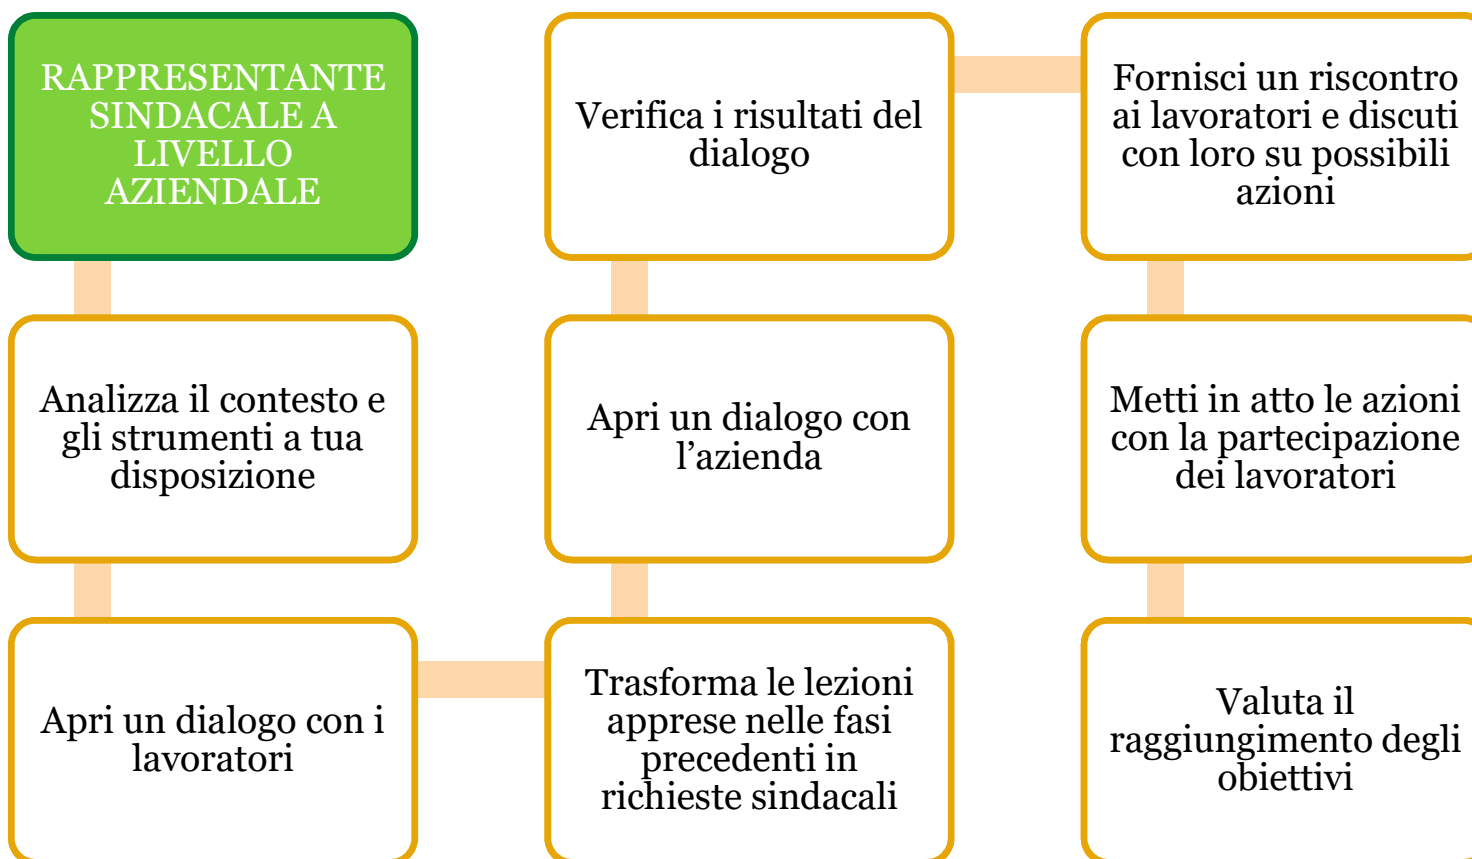 RAPPRESENTANTE
SINDACALE A
LIVELLO
AZIENDALE
Analizza il contesto e
gli strumenti a tua
disposizione
Apri un dialogo con i
lavoratori
Trasforma le lezioni
apprese nelle fasi
precedenti in
richieste sindacali
Apri un dialogo con
l’azienda
Verifica i risultati del
dialogo
Fornisci un riscontro
ai lavoratori e discuti
con loro su possibili
azioni
Metti in atto le azioni
con la partecipazione
dei lavoratori
Valuta il
raggiungimento degli
obiettivi